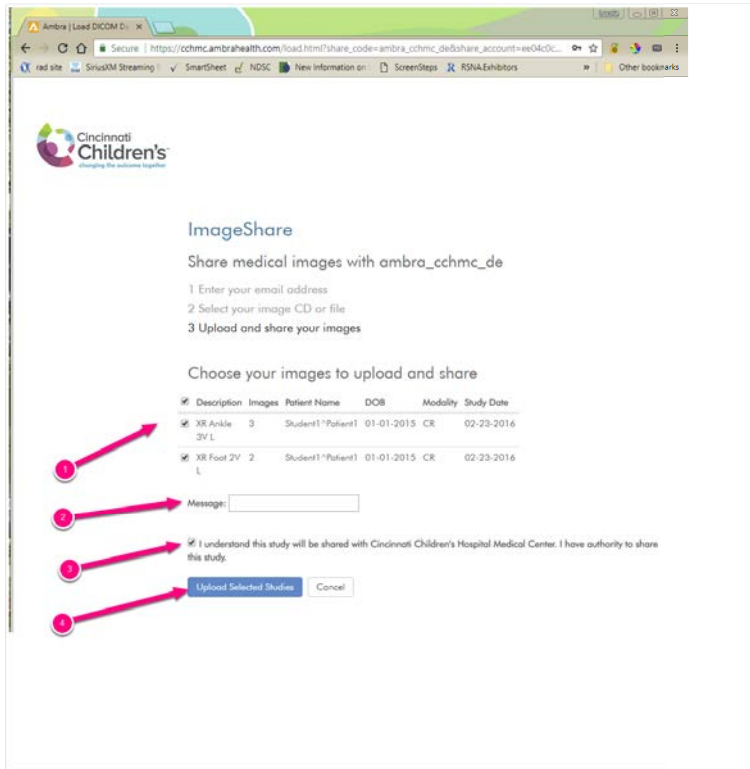 Ambra | Load DICOM D
Secure | https://cchmc.ambrahealth.com/load.html?share_code=ambra_cchmc_de&share_account=ee04c0c...
rad site SiriusXM Streaming SmartSheet NDSC New information on ScreenSteps RSNA.Exhibitors » Other bookmarks
Cincinnati
Children's
changing the outcome together
ImageShare
Share medical images with ambra_cchmc_de
1 Enter your email address
2 Select your image CD or file
3 Upload and share your images
Choose your images to upload and share
Description Images Patient Name DOB Modality Study Date
XR Ankle 3 Student1^Patient1 01-01-2015 CR 02-23-2016
3V L
XR Foot 2V 2 Student1^Patient1 01-01-2015 CR 02-23-2016
L
1
Message:
2
I understand this study will be shared with Cincinnati Children's Hospital Medical Center. I have authority to share
this study.
3
Upload Selected Studies Cancel
4